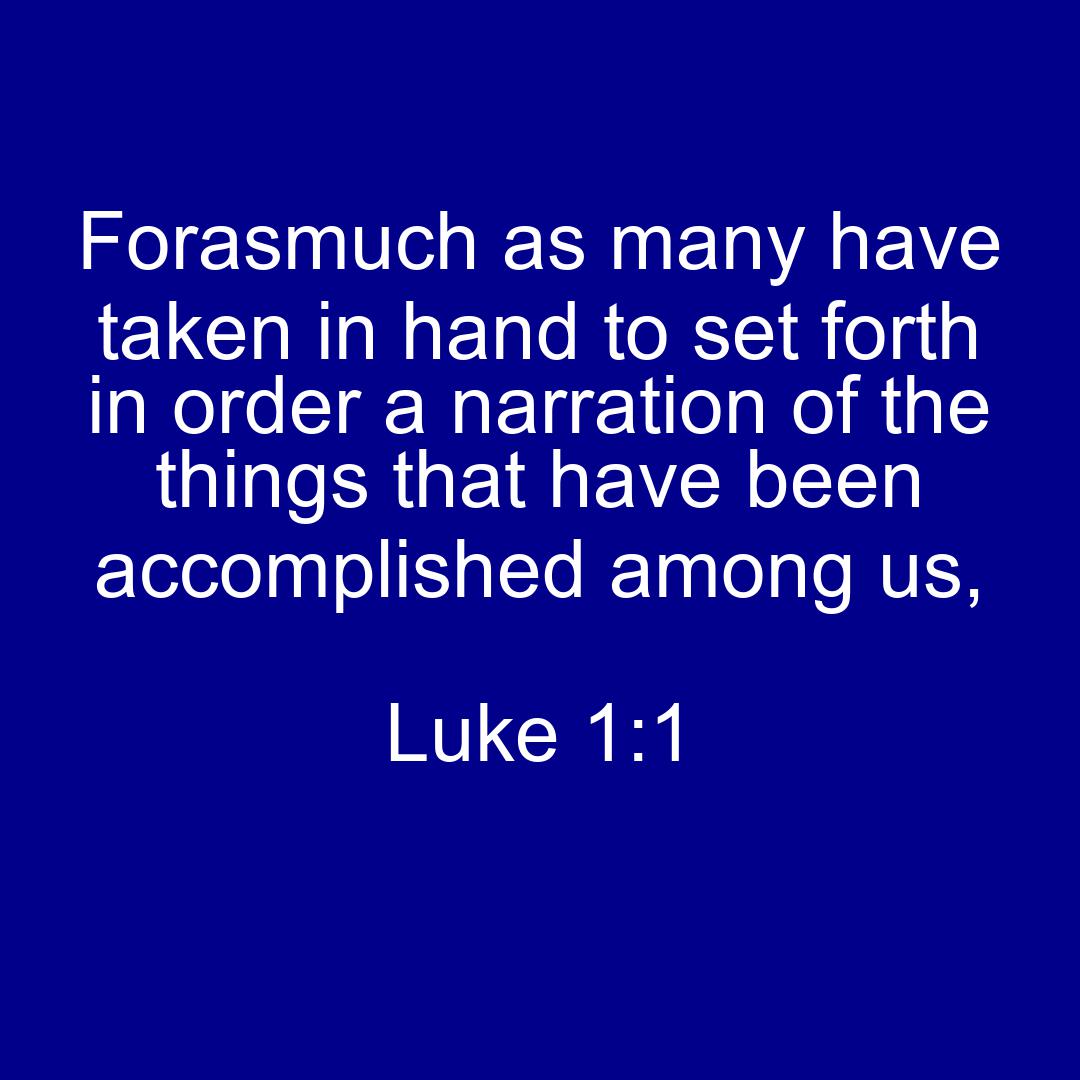 Forasmuch as many have
taken in hand to set forth
in order a narration of the
things that have been
accomplished among us,
Luke 1:1